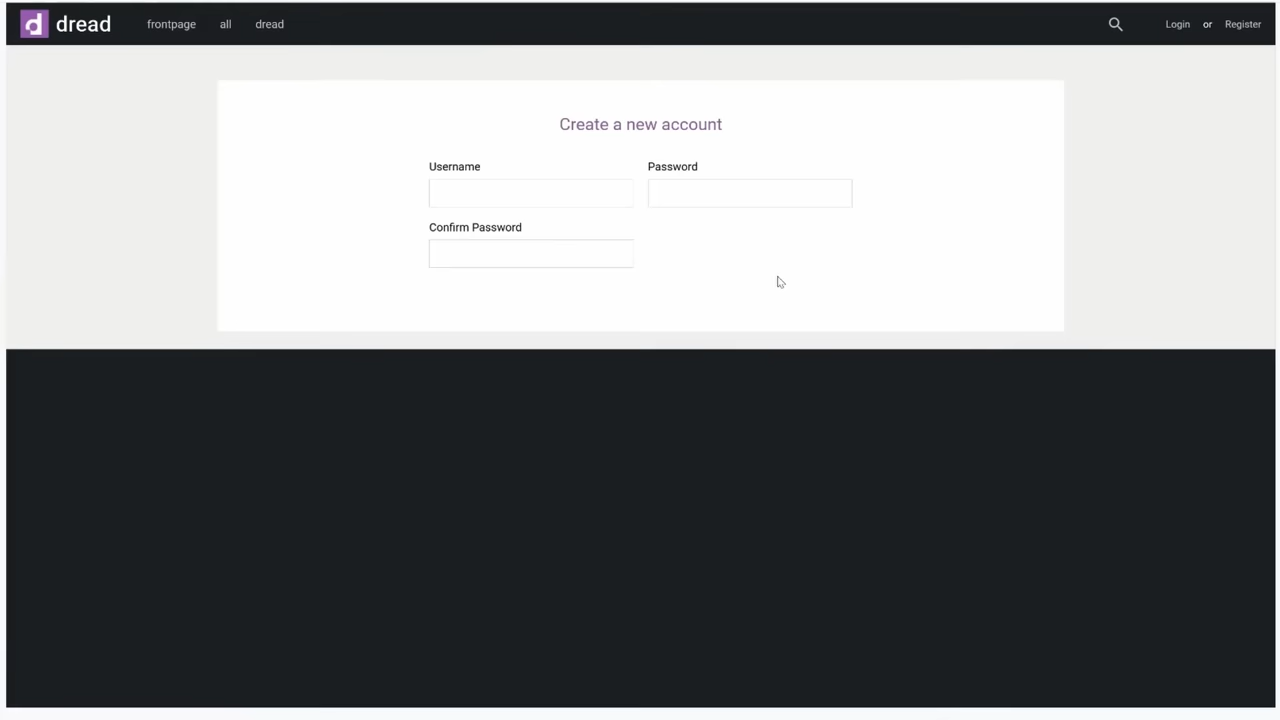 dread frontpage all dread Login or Register
Create a new account
Username Password
Confirm Password